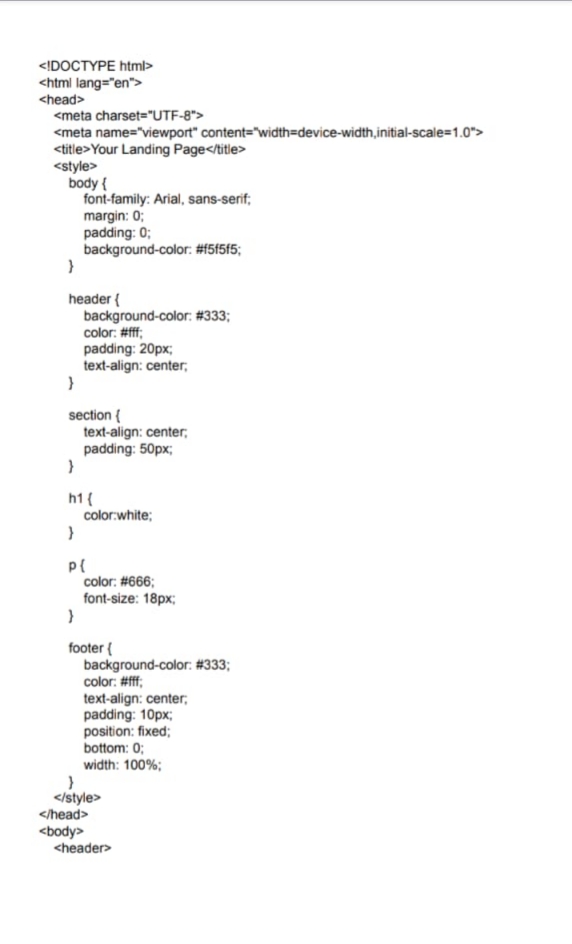 <!DOCTYPE html>
<html lang="en">
<head>
<meta charset="UTF-8">
<meta name="viewport" content="width=device-width,initial-scale=1.0">
<title>Your Landing Page</title>
<style>
body {
font-family: Arial, sans-serif;
margin: 0;
padding: 0;
background-color: #f5f5f5;
}
header {
background-color: #333;
color: #fff;
padding: 20px;
text-align: center;
}
section {
text-align: center;
padding: 50px;
}
h1 {
color:white;
}
p {
color: #666;
font-size: 18px;
}
footer {
background-color: #333;
color: #fff;
text-align: center;
padding: 10px;
position: fixed;
bottom: 0;
width: 100%;
}
</style>
</head>
<body>
<header>